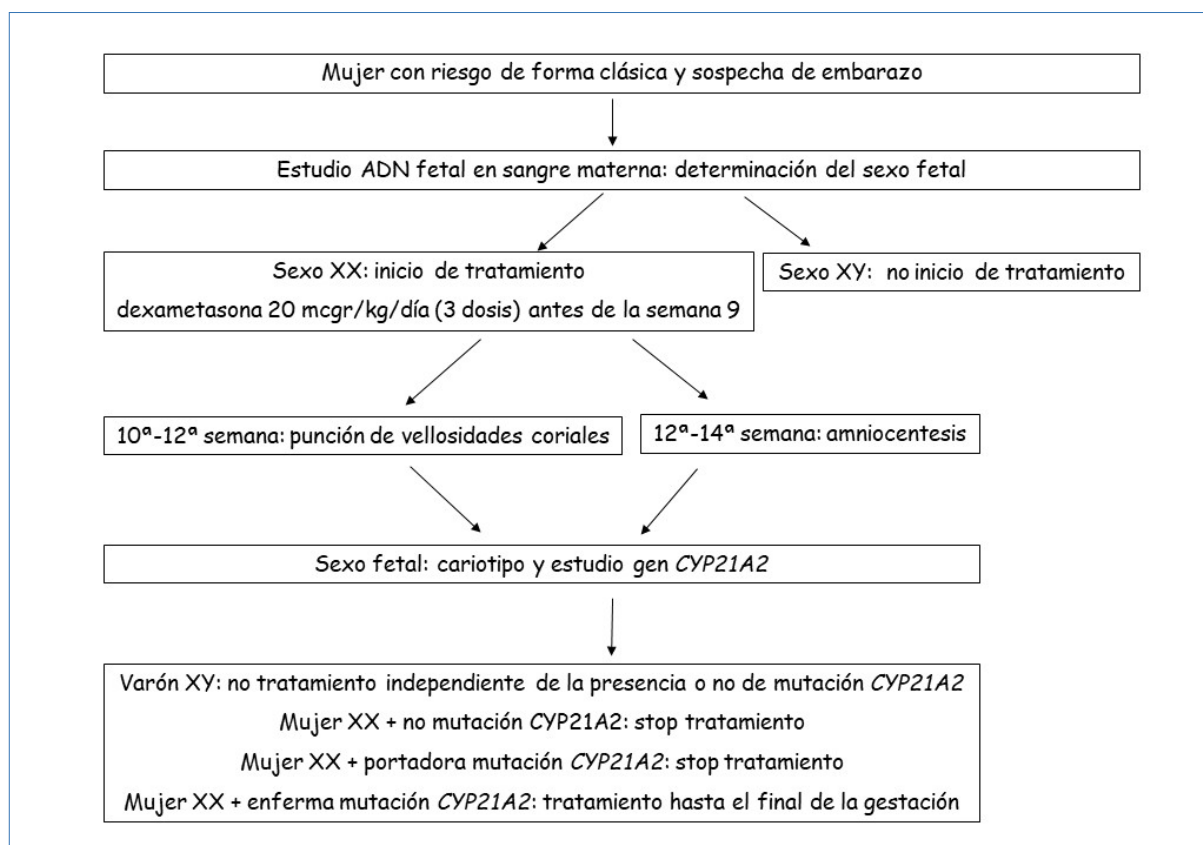 Mujer con riesgo de forma clásica y sospecha de embarazo
Estudio ADN fetal en sangre materna: determinación del sexo fetal
Sexo XX: inicio de tratamiento
dexametasona 20 mcgr/kg/día (3 dosis) antes de la semana 9
Sexo XY: no inicio de tratamiento
10ª-12ª semana: punción de vellosidades coriales
12ª-14ª semana: amniocentesis
Sexo fetal: cariotipo y estudio gen CYP21A2
Varón XY: no tratamiento independiente de la presencia o no de mutación CYP21A2
Mujer XX + no mutación CYP21A2: stop tratamiento
Mujer XX + portadora mutación CYP21A2: stop tratamiento
Mujer XX + enferma mutación CYP21A2: tratamiento hasta el final de la gestación